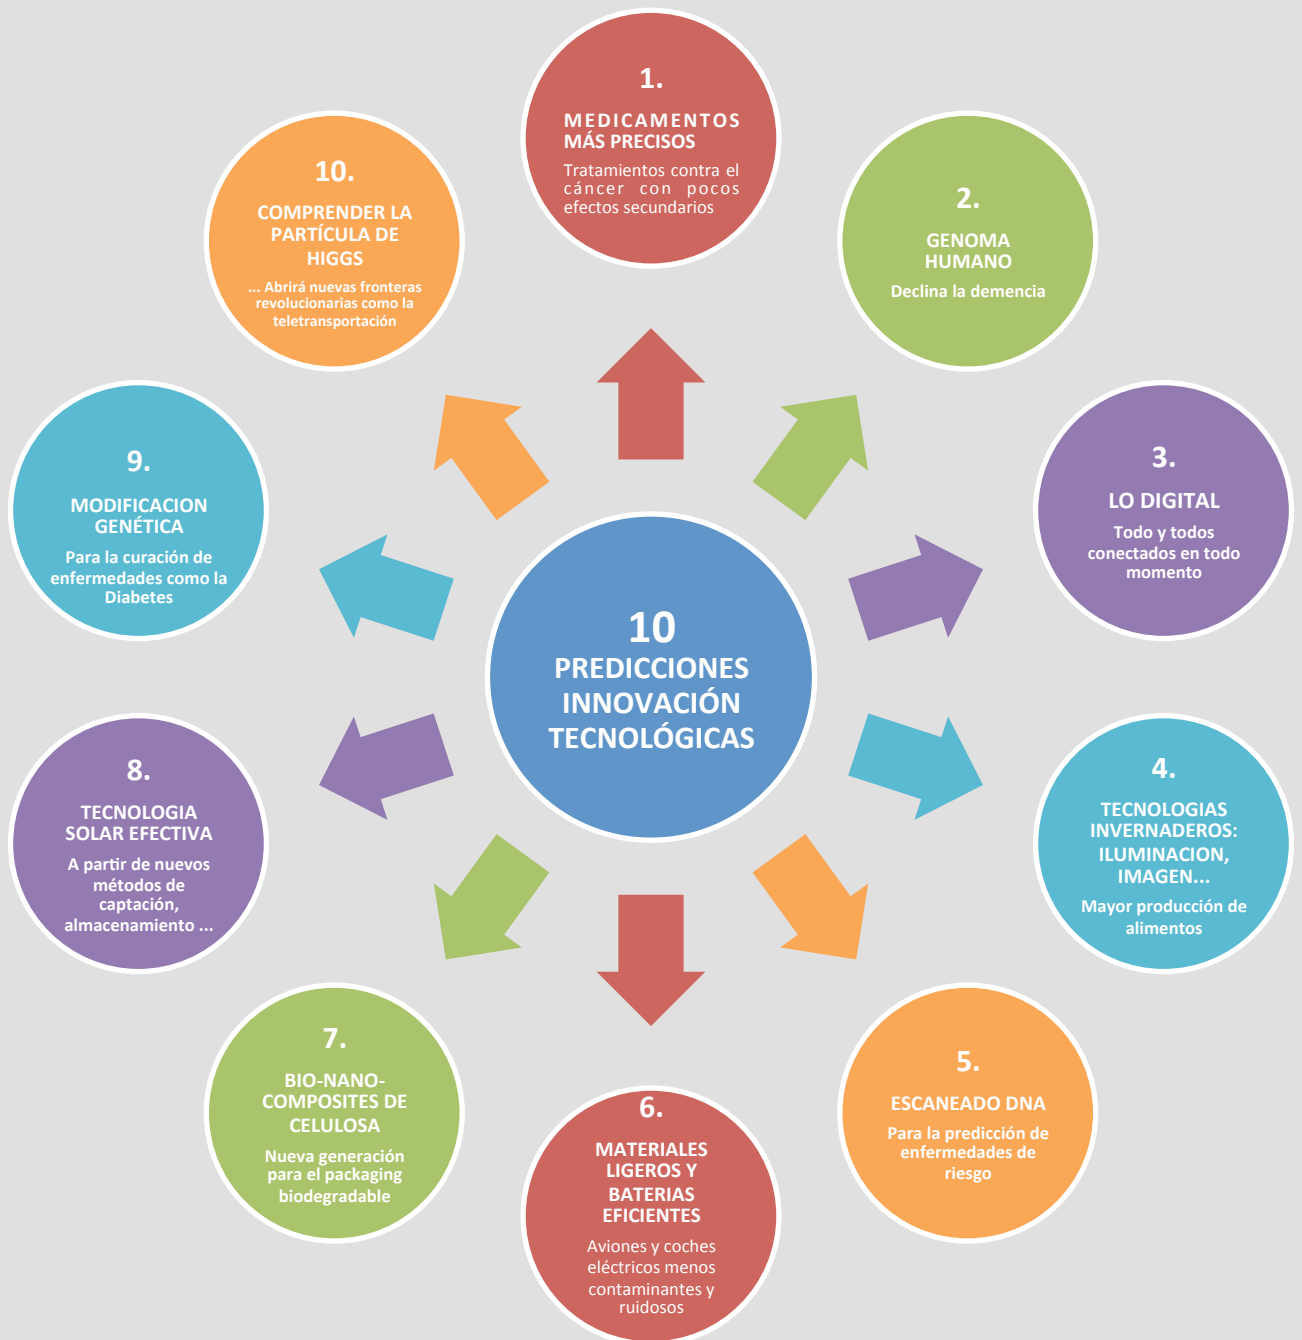 10
PREDICCIONES
INNOVACIÓN
TECNOLÓGICAS
1.
MEDICAMENTOS
MÁS PRECISOS
Tratamientos contra el
cáncer con pocos
efectos secundarios
2.
GENOMA
HUMANO
Declina la demencia
3.
LO DIGITAL
Todo y todos
conectados en todo
momento
4.
TECNOLOGIAS
INVERNADEROS:
ILUMINACION,
IMAGEN...
Mayor producción de
alimentos
5.
ESCANEADO DNA
Para la predicción de
enfermedades de
riesgo
6.
MATERIALES
LIGEROS Y
BATERIAS
EFICIENTES
Aviones y coches
eléctricos menos
contaminantes y
ruidosos
7.
BIO-NANO-
COMPOSITES DE
CELULOSA
Nueva generación
para el packaging
biodegradable
8.
TECNOLOGIA
SOLAR EFECTIVA
A partir de nuevos
métodos de
captación,
almacenamiento ...
9.
MODIFICACION
GENÉTICA
Para la curación de
enfermedades como la
Diabetes
10.
COMPRENDER LA
PARTÍCULA DE
HIGGS
... Abrirá nuevas fronteras
revolucionarias como la
teletransportación